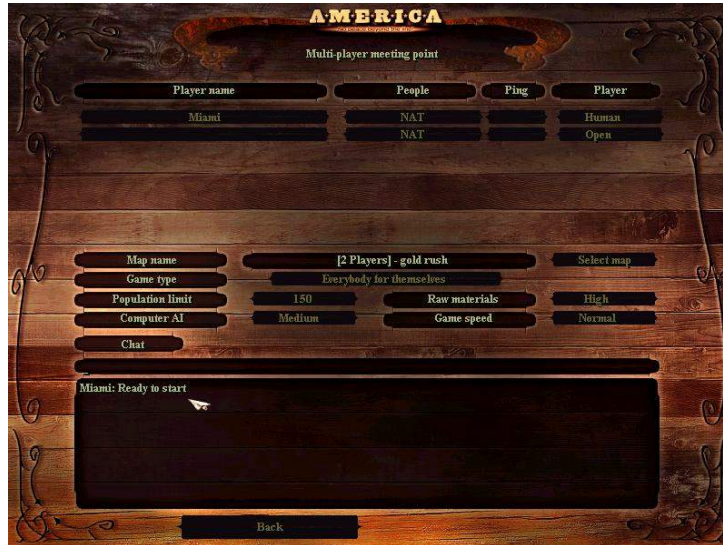 AMERICA
Multi-player meeting point
Player name People Ping Player
Miami NAT Human
NAT Open
Map name [2 Players] - gold rush Select map
Game type Everybody for themselves
Population limit 150 Raw materials High
Computer AI Medium Game speed Normal
Chat
Miami: Ready to start
Back